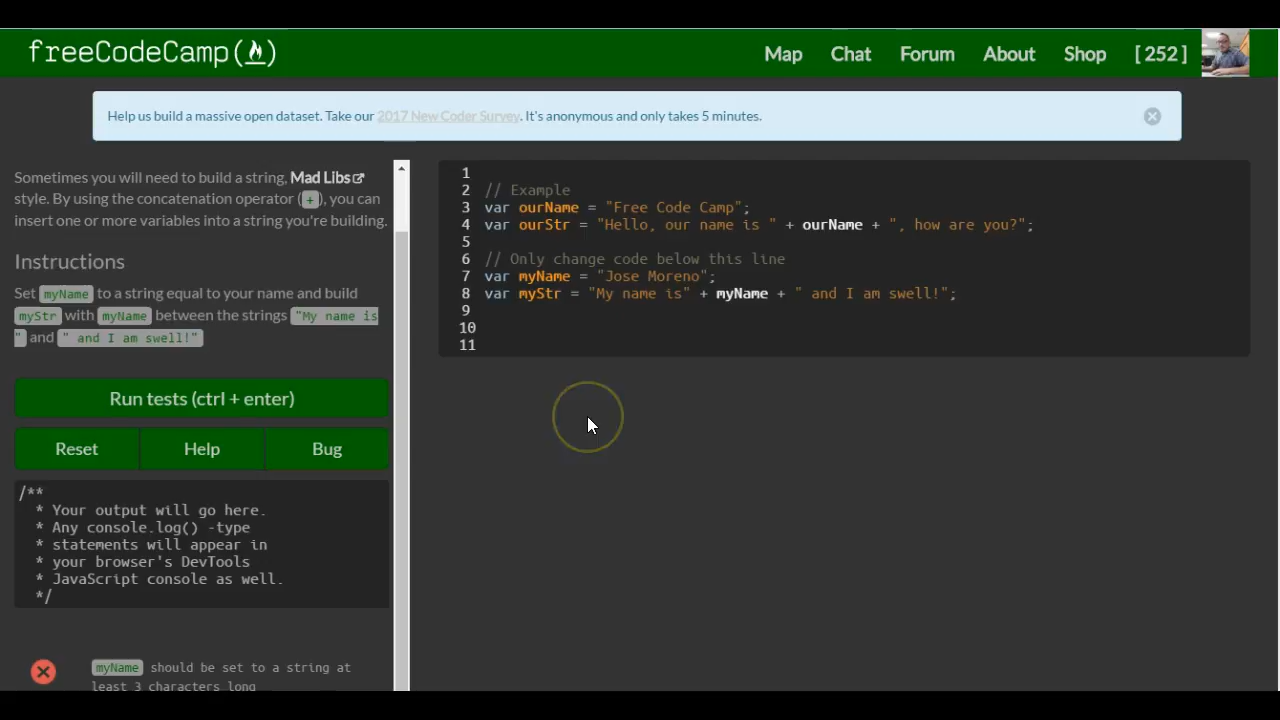 freeCodeCamp(🔥)
Map Chat Forum About Shop [ 252 ]
Help us build a massive open dataset. Take our 2017 New Coder Survey. It's anonymous and only takes 5 minutes.
Sometimes you will need to build a string, Mad Libs
style. By using the concatenation operator ( + ), you can
insert one or more variables into a string you're building.
Instructions
Set myName to a string equal to your name and build
myStr with myName between the strings "My name is
" and " and I am swell!"
Run tests (ctrl + enter)
Reset Help Bug
/**
* Your output will go here.
* Any console.log() -type
* statements will appear in
* your browser's DevTools
* JavaScript console as well.
*/
myName should be set to a string at
least 3 characters long
1
2 // Example
3 var ourName = "Free Code Camp";
4 var ourStr = "Hello, our name is " + ourName + ", how are you?";
5
6 // Only change code below this line
7 var myName = "Jose Moreno";
8 var myStr = "My name is" + myName + " and I am swell!";
9
10
11